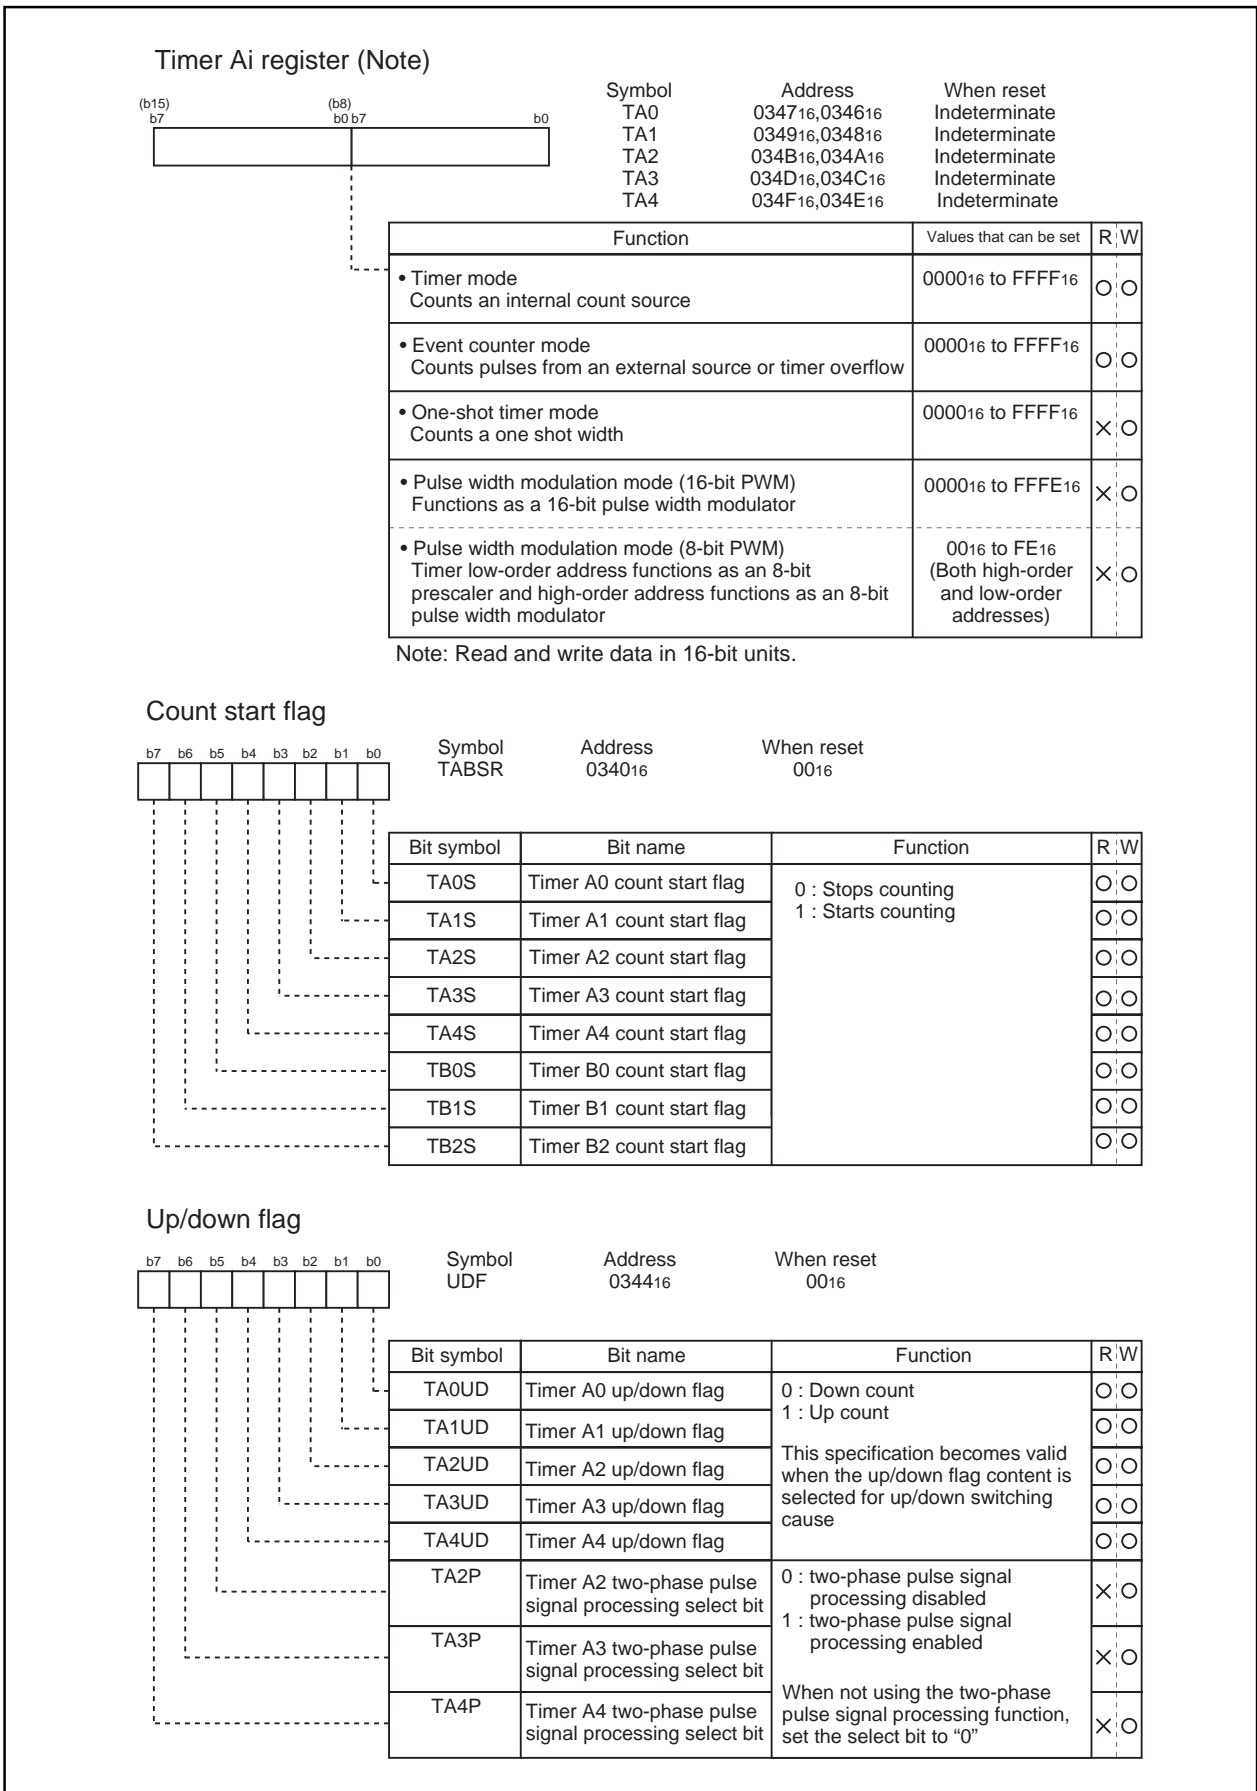 Timer Ai register (Note)
Symbol Address When reset
(b15) (b8)
b7 b0 b7 b0
TA0 034716,034616 Indeterminate
TA1 034916,034816 Indeterminate
TA2 034B16,034A16 Indeterminate
TA3 034D16,034C16 Indeterminate
TA4 034F16,034E16 Indeterminate
Function Values that can be set R W
• Timer mode 000016 to FFFF16
Counts an internal count source
• Event counter mode 000016 to FFFF16
Counts pulses from an external source or timer overflow
• One-shot timer mode 000016 to FFFF16
Counts a one shot width
• Pulse width modulation mode (16-bit PWM) 000016 to FFFE16
Functions as a 16-bit pulse width modulator
• Pulse width modulation mode (8-bit PWM) 0016 to FE16
Timer low-order address functions as an 8-bit (Both high-order
prescaler and high-order address functions as an 8-bit and low-order
pulse width modulator addresses)
Note: Read and write data in 16-bit units.
Count start flag
b7 b6 b5 b4 b3 b2 b1 b0
Symbol Address When reset
TABSR 034016 0016
Bit symbol Bit name Function R W
TA0S Timer A0 count start flag 0 : Stops counting
TA1S Timer A1 count start flag 1 : Starts counting
TA2S Timer A2 count start flag
TA3S Timer A3 count start flag
TA4S Timer A4 count start flag
TB0S Timer B0 count start flag
TB1S Timer B1 count start flag
TB2S Timer B2 count start flag
Up/down flag
b7 b6 b5 b4 b3 b2 b1 b0
Symbol Address When reset
UDF 034416 0016
Bit symbol Bit name Function R W
TA0UD Timer A0 up/down flag 0 : Down count
TA1UD Timer A1 up/down flag 1 : Up count
TA2UD Timer A2 up/down flag This specification becomes valid
when the up/down flag content is
TA3UD Timer A3 up/down flag selected for up/down switching
cause
TA4UD Timer A4 up/down flag
TA2P Timer A2 two-phase pulse 0 : two-phase pulse signal
signal processing select bit processing disabled
1 : two-phase pulse signal
TA3P Timer A3 two-phase pulse processing enabled
signal processing select bit
When not using the two-phase
TA4P Timer A4 two-phase pulse pulse signal processing function,
signal processing select bit set the select bit to “0”